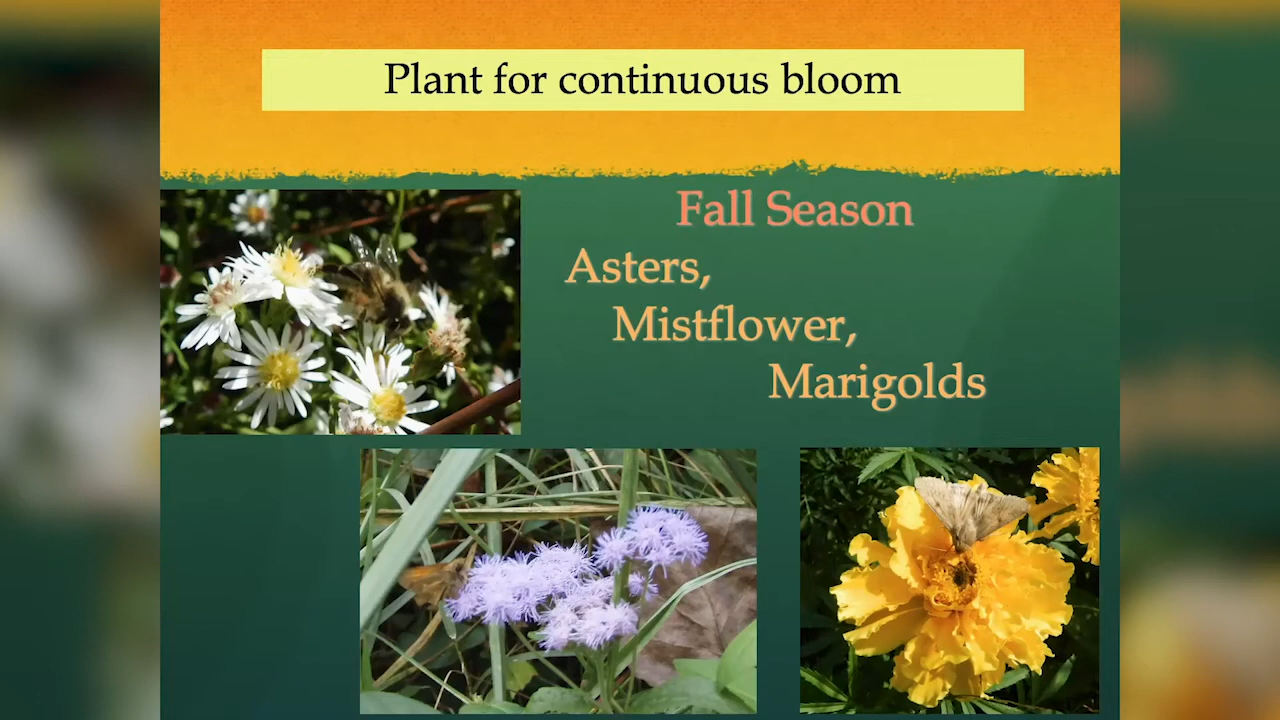 Plant for continuous bloom
Fall Season
Asters,
Mistflower,
Marigolds